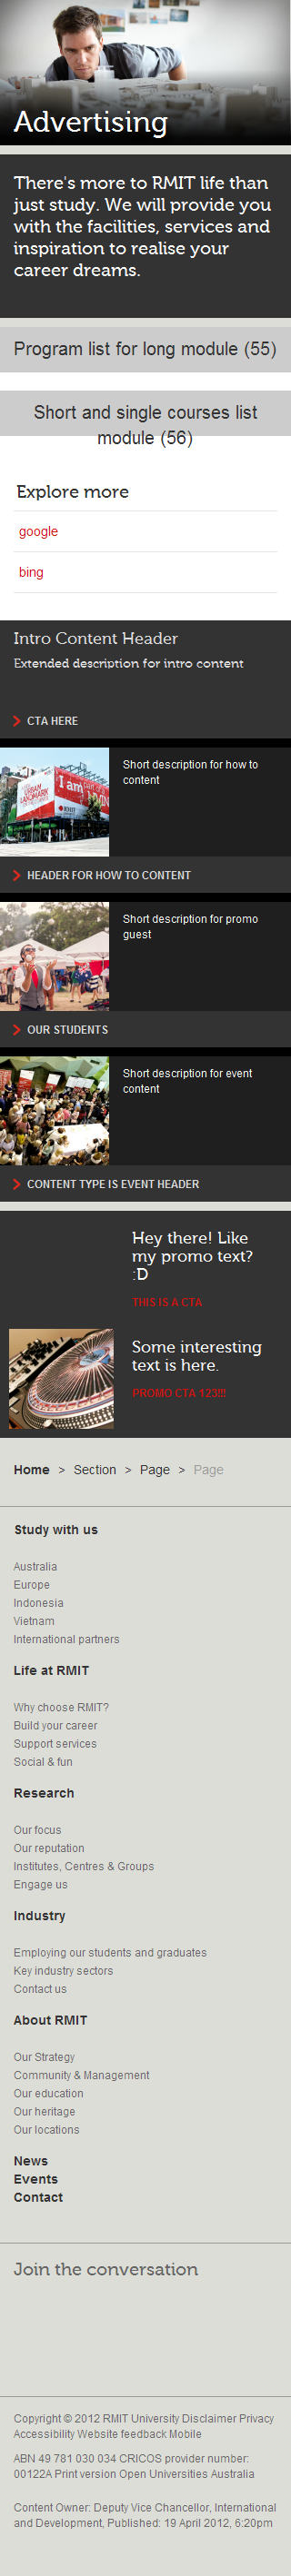 Advertising
There's more to RMIT life than
just study. We will provide you
with the facilities, services and
inspiration to realise your
career dreams.
Program list for long module (55)
Short and single courses list
module (56)
Explore more
google
bing
Intro Content Header
Extended description for intro content
CTA HERE
Short description for how to
content
HEADER FOR HOW TO CONTENT
Short description for promo
guest
OUR STUDENTS
Short description for event
content
CONTENT TYPE IS EVENT HEADER
Hey there! Like
my promo text?
:D
THIS IS A CTA
Some interesting
text is here.
PROMO CTA 123!!!
Home > Section > Page > Page
Study with us
Australia
Europe
Indonesia
Vietnam
International partners
Life at RMIT
Why choose RMIT?
Build your career
Support services
Social & fun
Research
Our focus
Our reputation
Institutes, Centres & Groups
Engage us
Industry
Employing our students and graduates
Key industry sectors
Contact us
About RMIT
Our Strategy
Community & Management
Our education
Our heritage
Our locations
News
Events
Contact
Join the conversation
Copyright © 2012 RMIT University Disclaimer Privacy
Accessibility Website feedback Mobile
ABN 49 781 030 034 CRICOS provider number:
00122A Print version Open Universities Australia
Content Owner: Deputy Vice Chancellor, International
and Development, Published: 19 April 2012, 6:20pm